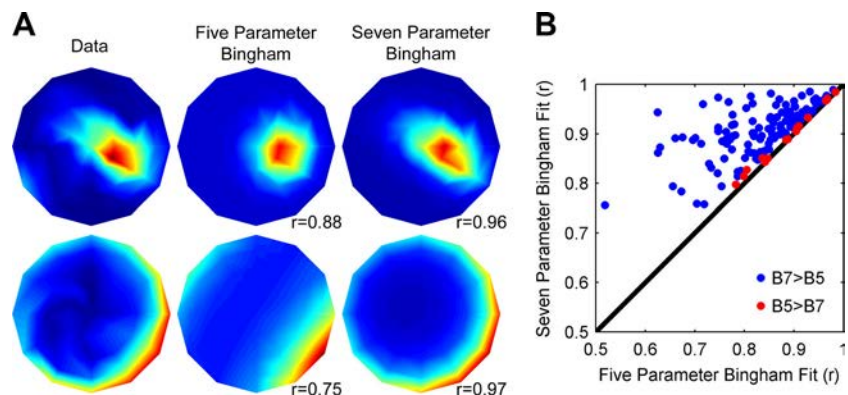 A
Data
Five Parameter
Bingham
Seven Parameter
Bingham
r=0.88
r=0.96
r=0.75
r=0.97
B
Seven Parameter Bingham Fit (r)
1
0.9
0.8
0.7
0.6
0.5
B7>B5
B5>B7
0.5 0.6 0.7 0.8 0.9 1
Five Parameter Bingham Fit (r)